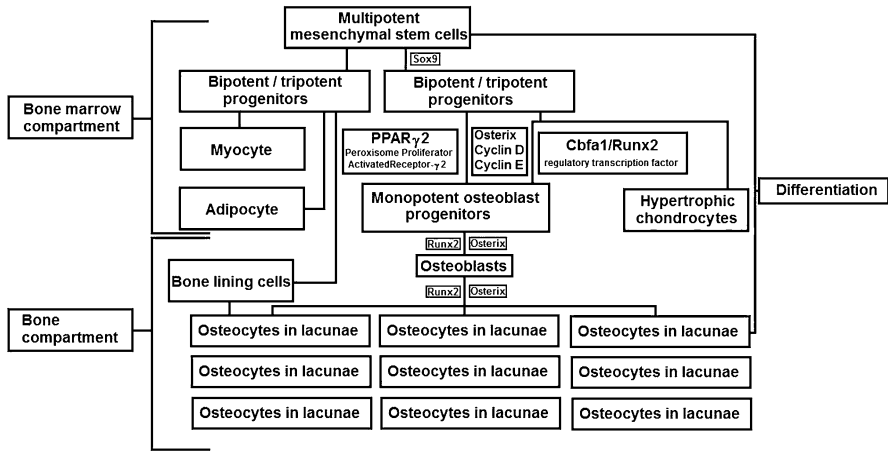 Multipotent
mesenchymal stem cells
Sox9
Bipotent / tripotent
progenitors
Bipotent / tripotent
progenitors
Bone marrow
compartment
Myocyte
PPARγ2
Peroxisome Proliferator
ActivatedReceptor-γ2
Osterix
Cyclin D
Cyclin E
Cbfa1/Runx2
regulatory transcription factor
Differentiation
Adipocyte
Monopotent osteoblast
progenitors
Hypertrophic
chondrocytes
Runx2
Osterix
Osteoblasts
Bone lining cells
Runx2
Osterix
Bone
compartment
Osteocytes in lacunae
Osteocytes in lacunae
Osteocytes in lacunae
Osteocytes in lacunae
Osteocytes in lacunae
Osteocytes in lacunae
Osteocytes in lacunae
Osteocytes in lacunae
Osteocytes in lacunae